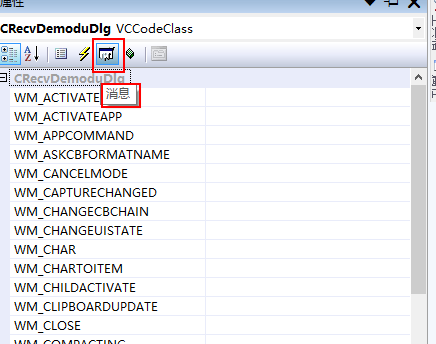 属性
CRecvDemoduDlg VCCodeClass
CRecvDemoduDlg
消息
WM_ACTIVATE
WM_ACTIVATEAPP
WM_APPCOMMAND
WM_ASKCBFORMATNAME
WM_CANCELMODE
WM_CAPTURECHANGED
WM_CHANGECBCHAIN
WM_CHANGEUISTATE
WM_CHAR
WM_CHARTOITEM
WM_CHILDACTIVATE
WM_CLIPBOARDUPDATE
WM_CLOSE
WM_COMPACTING